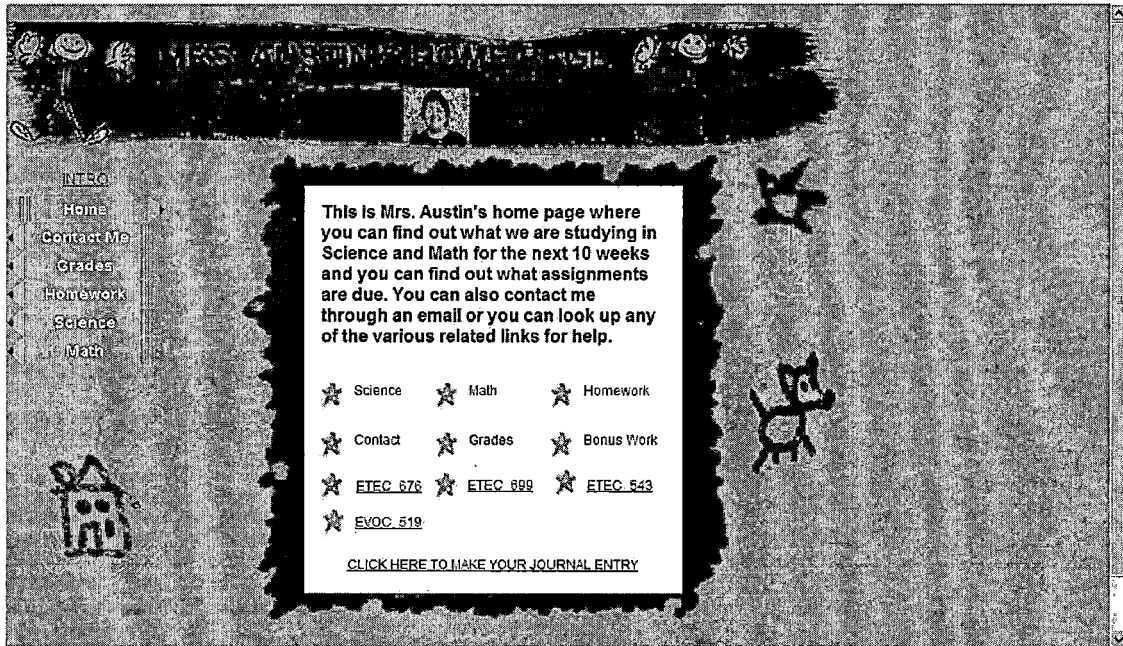 MRS. AUSTIN'S HOME PAGE
INTRO
Home
Contact Me
Grades
Homework
Science
Math
This is Mrs. Austin's home page where
you can find out what we are studying in
Science and Math for the next 10 weeks
and you can find out what assignments
are due. You can also contact me
through an email or you can look up any
of the various related links for help.
Science Math Homework
Contact Grades Bonus Work
ETEC 676 ETEC 699 ETEC 543
EVOC 519
CLICK HERE TO MAKE YOUR JOURNAL ENTRY